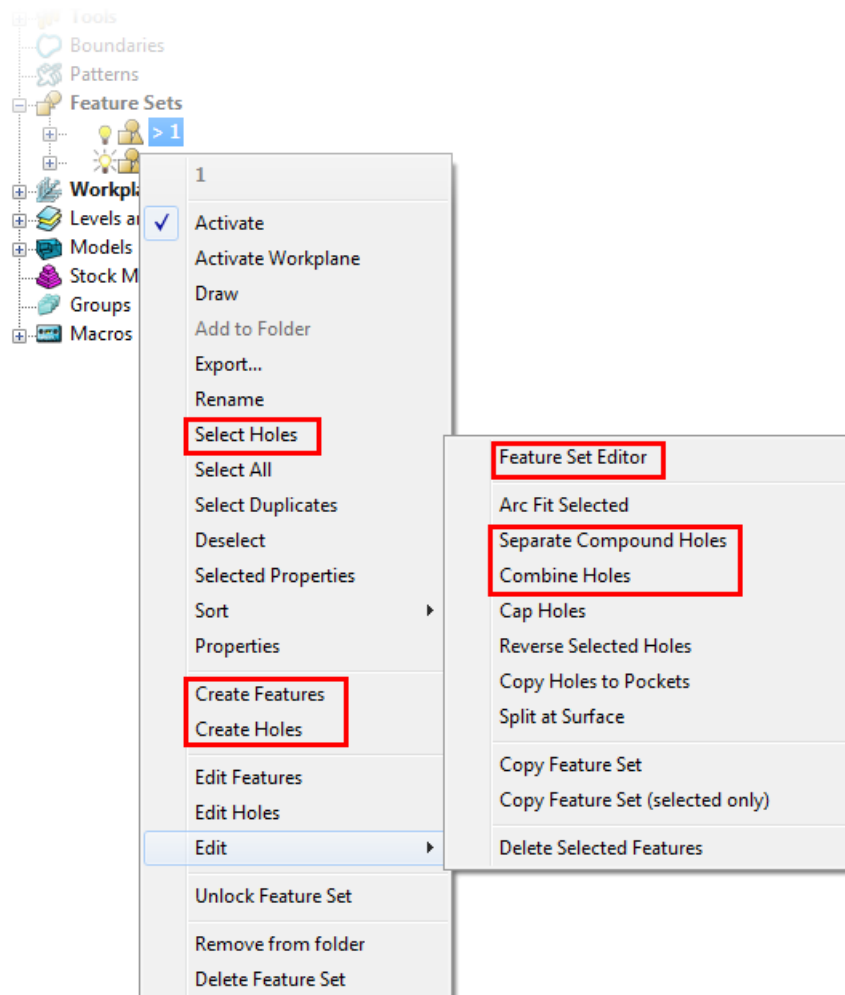 Tools
Boundaries
Patterns
Feature Sets
> 1
Workpla
Levels a
Models
Stock M
Groups
Macros
1
Activate
Activate Workplane
Draw
Add to Folder
Export...
Rename
Select Holes
Select All
Select Duplicates
Deselect
Selected Properties
Sort
Properties
Create Features
Create Holes
Edit Features
Edit Holes
Edit
Unlock Feature Set
Remove from folder
Delete Feature Set
Feature Set Editor
Arc Fit Selected
Separate Compound Holes
Combine Holes
Cap Holes
Reverse Selected Holes
Copy Holes to Pockets
Split at Surface
Copy Feature Set
Copy Feature Set (selected only)
Delete Selected Features